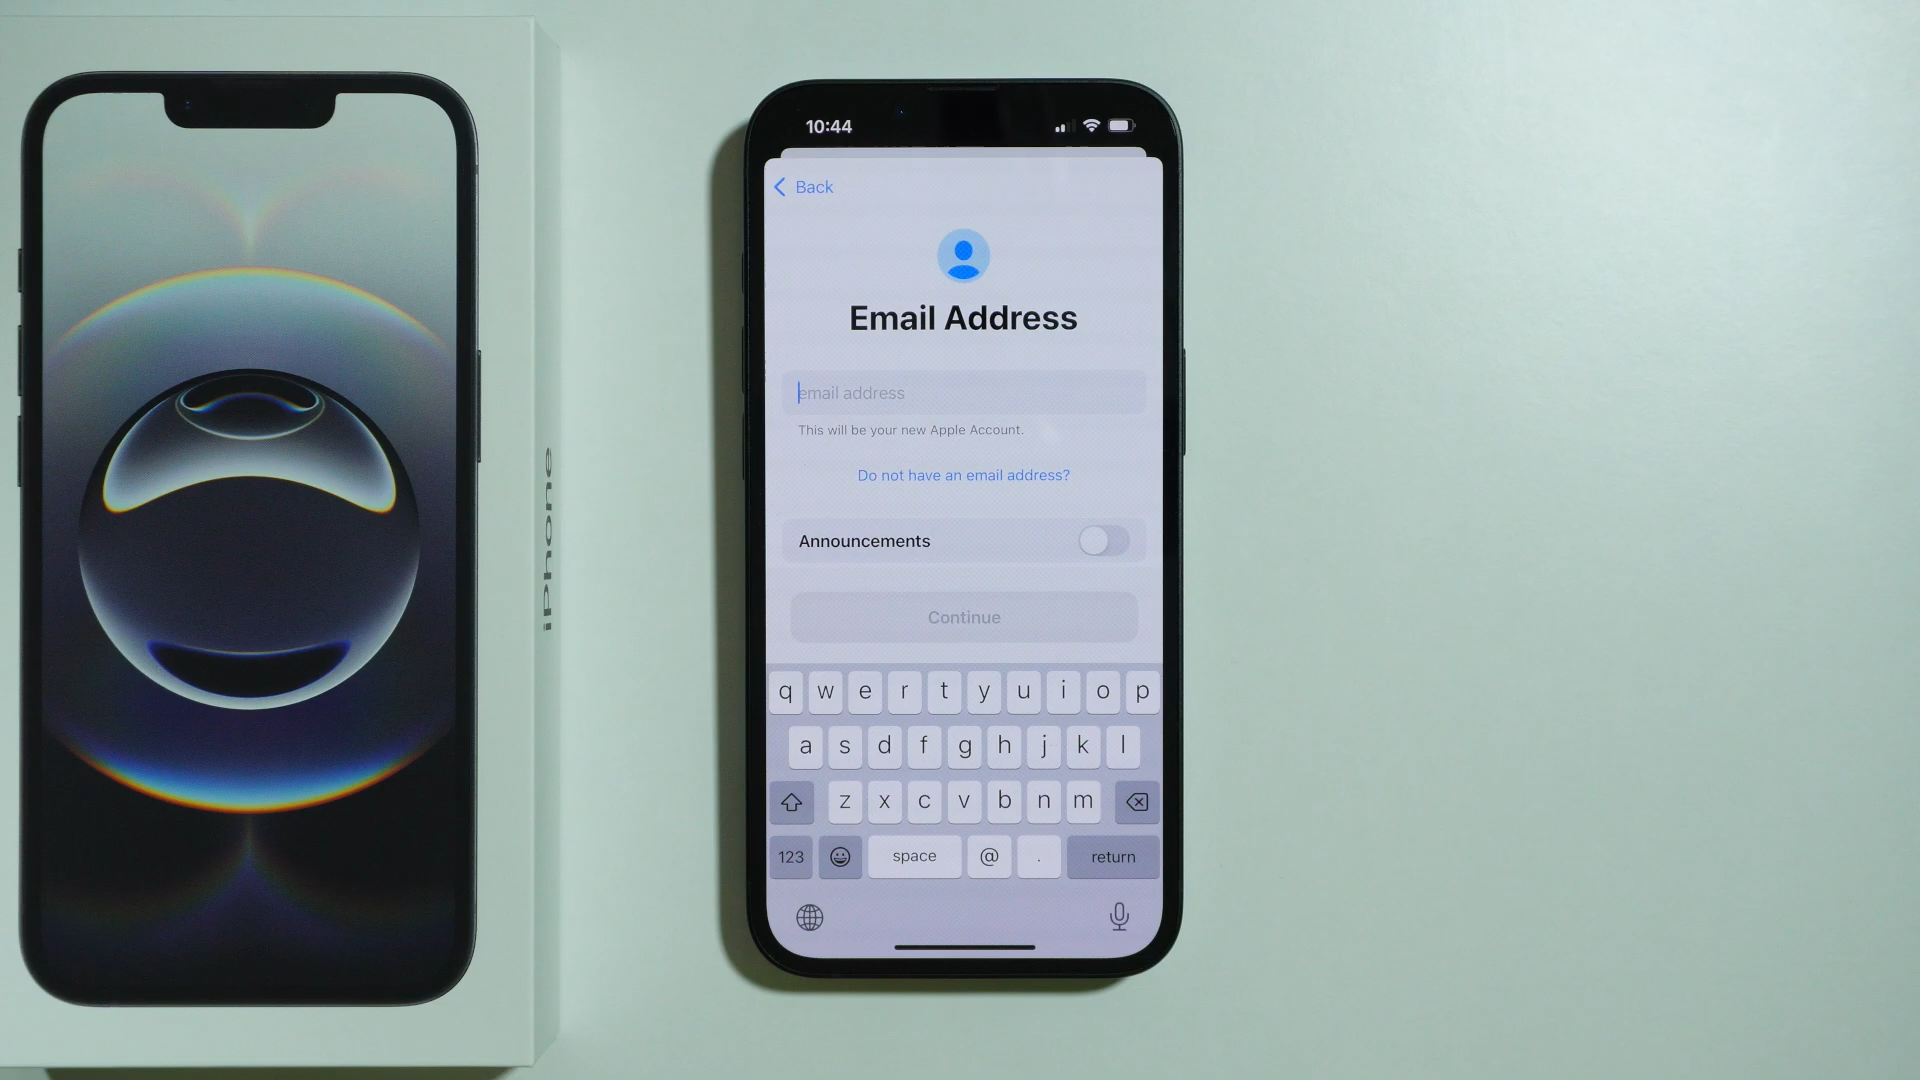 iPhone
10:44
Back
Email Address
email address
This will be your new Apple Account.
Do not have an email address?
Announcements
Continue
q w e r t y u i o p
a s d f g h j k l
z x c v b n m
123 space @ . return